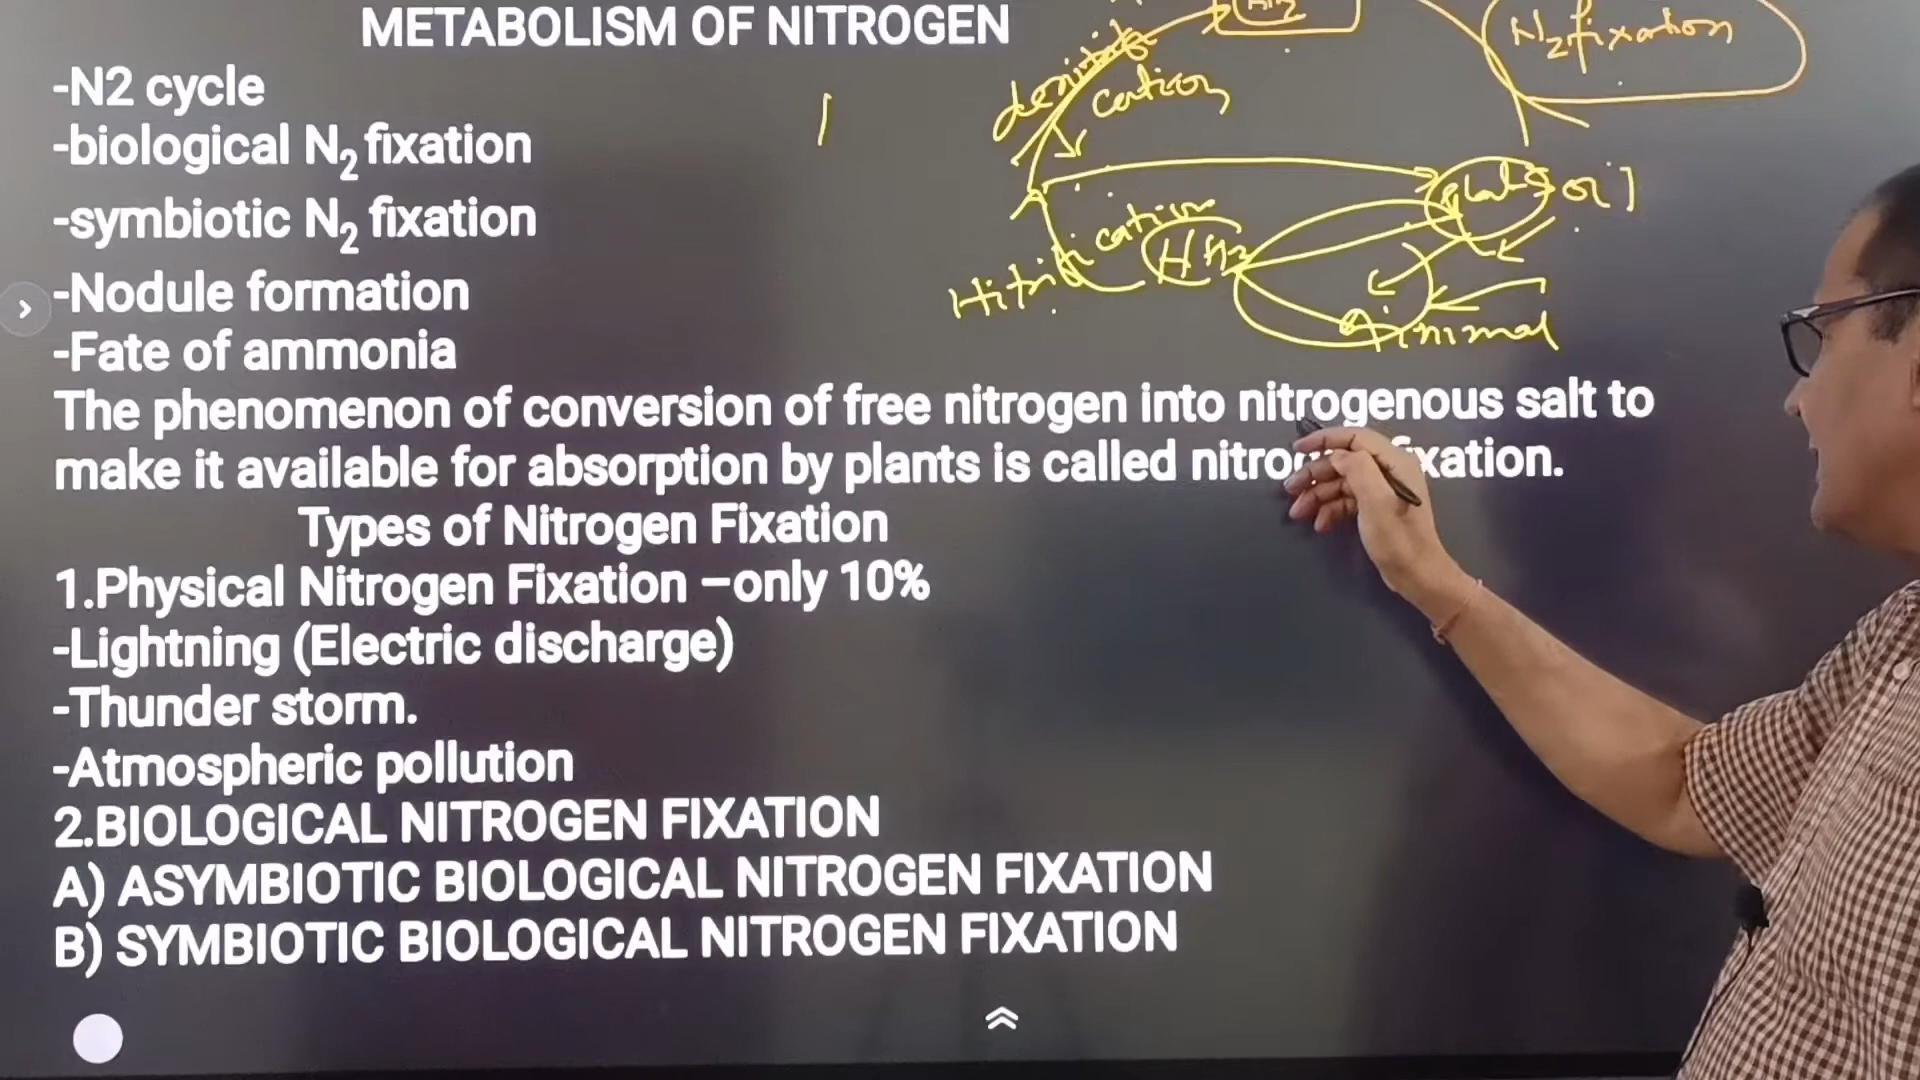 METABOLISM OF NITROGEN
-N2 cycle
-biological N₂ fixation
-symbiotic N₂ fixation
-Nodule formation
-Fate of ammonia
N₂ fixation
cation
Animal
The phenomenon of conversion of free nitrogen into nitrogenous salt to
make it available for absorption by plants is called
Types of Nitrogen Fixation
1.Physical Nitrogen Fixation –only 10%
-Lightning (Electric discharge)
-Thunder storm.
-Atmospheric pollution
2.BIOLOGICAL NITROGEN FIXATION
A) ASYMBIOTIC BIOLOGICAL NITROGEN FIXATION
B) SYMBIOTIC BIOLOGICAL NITROGEN FIXATION